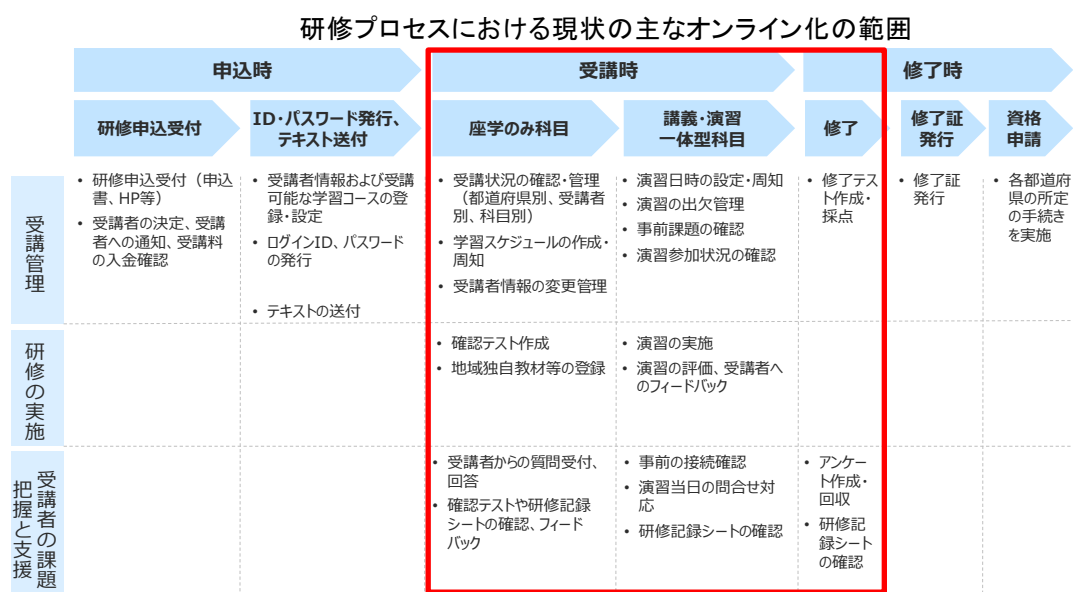 研修プロセスにおける現状の主なオンライン化の範囲
申込時
受講時
修了時
研修申込受付
ID・パスワード発行、
テキスト送付
座学のみ科目
講義・演習
一体型科目
修了
修了証
発行
資格
申請
受講管理
• 研修申込受付（申込
書、HP等）
• 受講者の決定、受講
者への通知、受講料
の入金確認
• 受講者情報および受講
可能な学習コースの登
録・設定
• ログインID、パスワード
の発行
• テキストの送付
• 受講状況の確認・管理
（都道府県別、受講者
別、科目別）
• 学習スケジュールの作成・
周知
• 受講者情報の変更管理
• 演習日時の設定・周知
• 演習の出欠管理
• 事前課題の確認
• 演習参加状況の確認
• 修了テス
ト作成・
採点
• 修了証
発行
• 各都道府
県の所定
の手続き
を実施
研修の実施
• 確認テスト作成
• 地域独自教材等の登録
• 演習の実施
• 演習の評価、受講者へ
のフィードバック
受講者の課題
把握と支援
• 受講者からの質問受付、
回答
• 確認テストや研修記録
シートの確認、フィード
バック
• 事前の接続確認
• 演習当日の問合せ対
応
• 研修記録シートの確認
• アンケー
ト作成・
回収
• 研修記
録シート
の確認